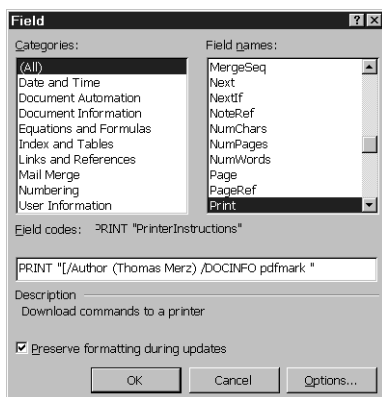 Field
Categories:
(All)
Date and Time
Document Automation
Document Information
Equations and Formulas
Index and Tables
Links and References
Mail Merge
Numbering
User Information
Field names:
MergeSeq
Next
NextIf
NoteRef
NumChars
NumPages
NumWords
Page
PageRef
Print
Field codes: PRINT "PrinterInstructions"
PRINT "[/Author (Thomas Merz) /DOCINFO pdfmark "
Description
Download commands to a printer
Preserve formatting during updates
OK
Cancel
Options...